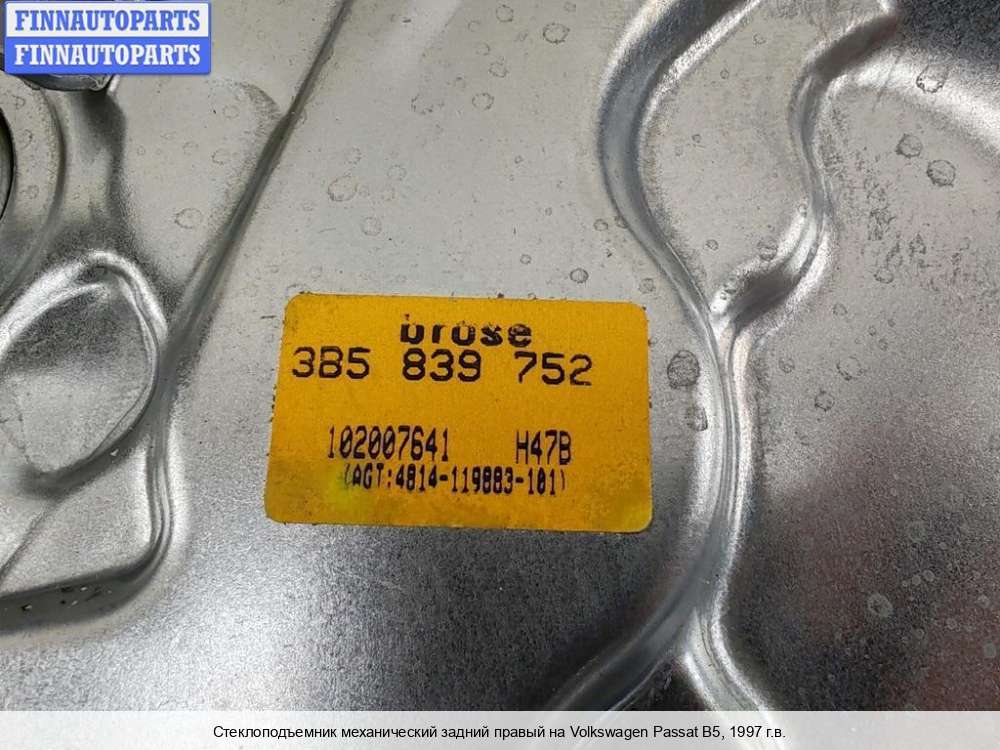 FINNAUTOPARTS
FINNAUTOPARTS
brose
3B5 839 752
102007641 H47B
(AGT:4814-119883-101)
Стеклоподъемник механический задний правый на Volkswagen Passat B5, 1997 г.в.